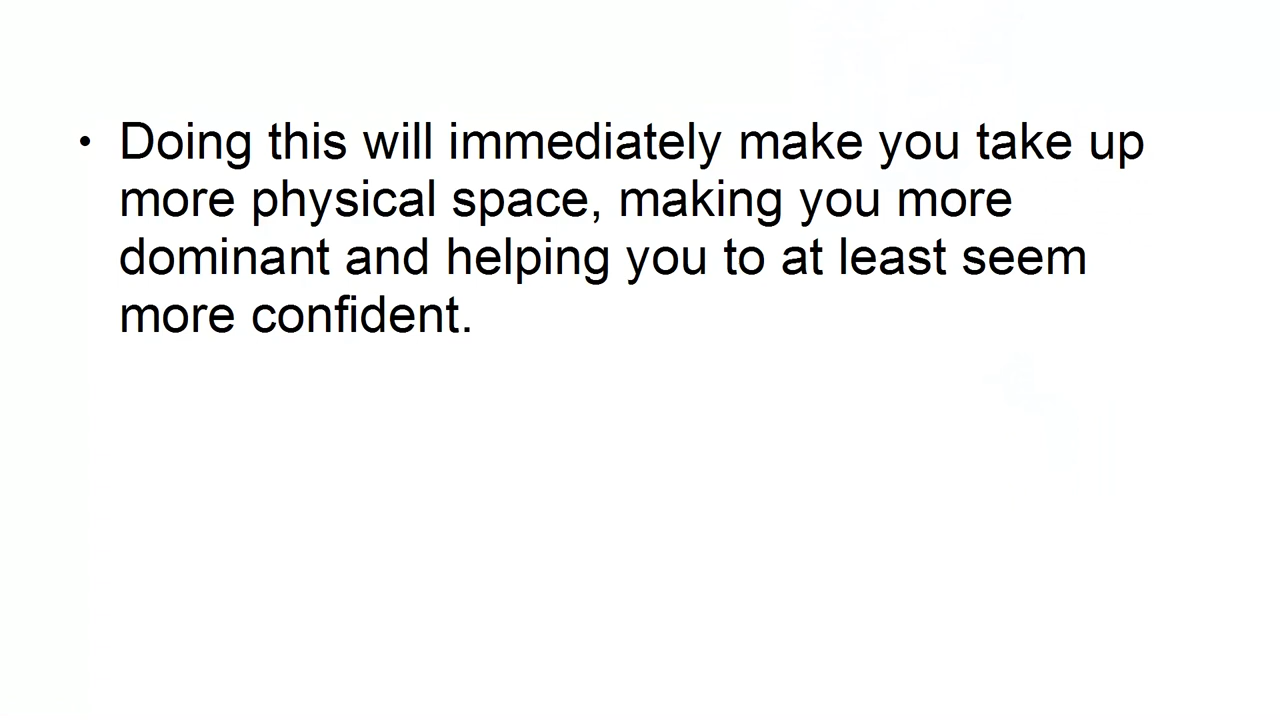 • Doing this will immediately make you take up
more physical space, making you more
dominant and helping you to at least seem
more confident.